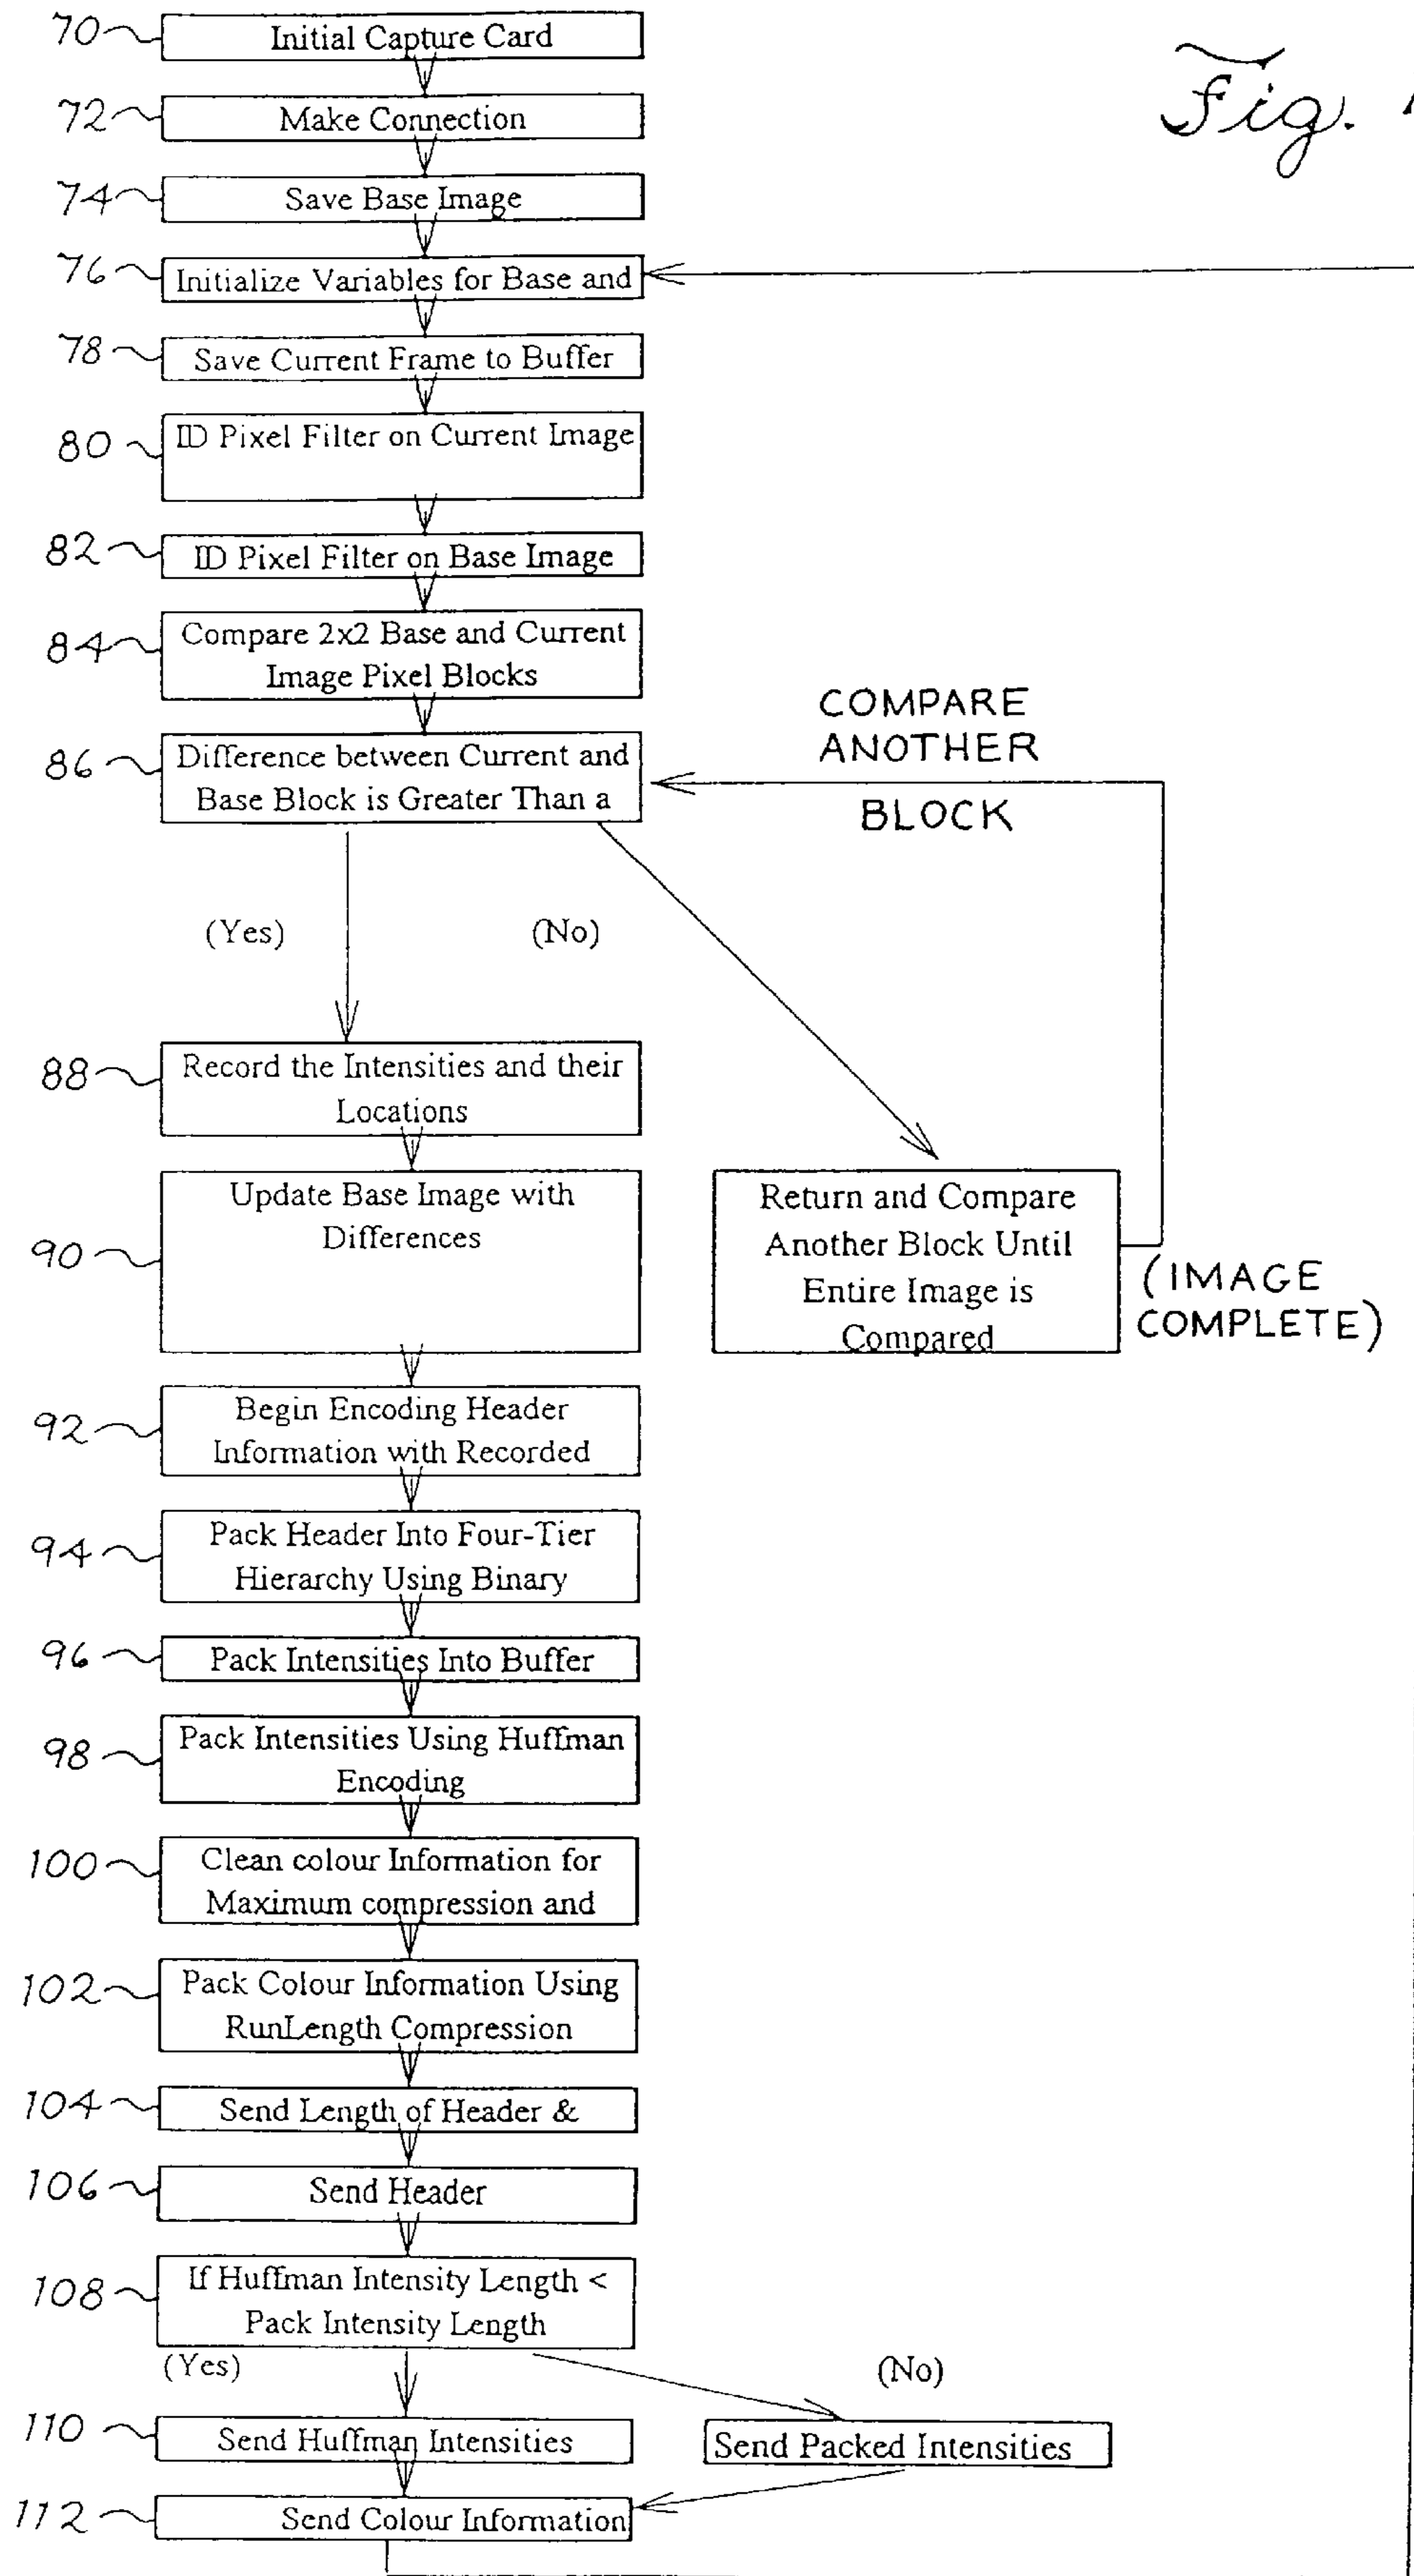 70 Initial Capture Card
Fig.
72 Make Connection
74 Save Base Image
76 Initialize Variables for Base and
78 Save Current Frame to Buffer
80 ID Pixel Filter on Current Image
82 ID Pixel Filter on Base Image
84 Compare 2x2 Base and Current
Image Pixel Blocks
COMPARE
ANOTHER
BLOCK
86 Difference between Current and
Base Block is Greater Than a
(Yes) (No)
88 Record the Intensities and their
Locations
90 Update Base Image with
Differences
Return and Compare
Another Block Until
Entire Image is
Compared
(IMAGE
COMPLETE)
92 Begin Encoding Header
Information with Recorded
94 Pack Header Into Four-Tier
Hierarchy Using Binary
96 Pack Intensities Into Buffer
98 Pack Intensities Using Huffman
Encoding
100 Clean colour Information for
Maximum compression and
102 Pack Colour Information Using
RunLength Compression
104 Send Length of Header &
106 Send Header
108 If Huffman Intensity Length <
Pack Intensity Length
(Yes) (No)
110 Send Huffman Intensities
Send Packed Intensities
112 Send Colour Information